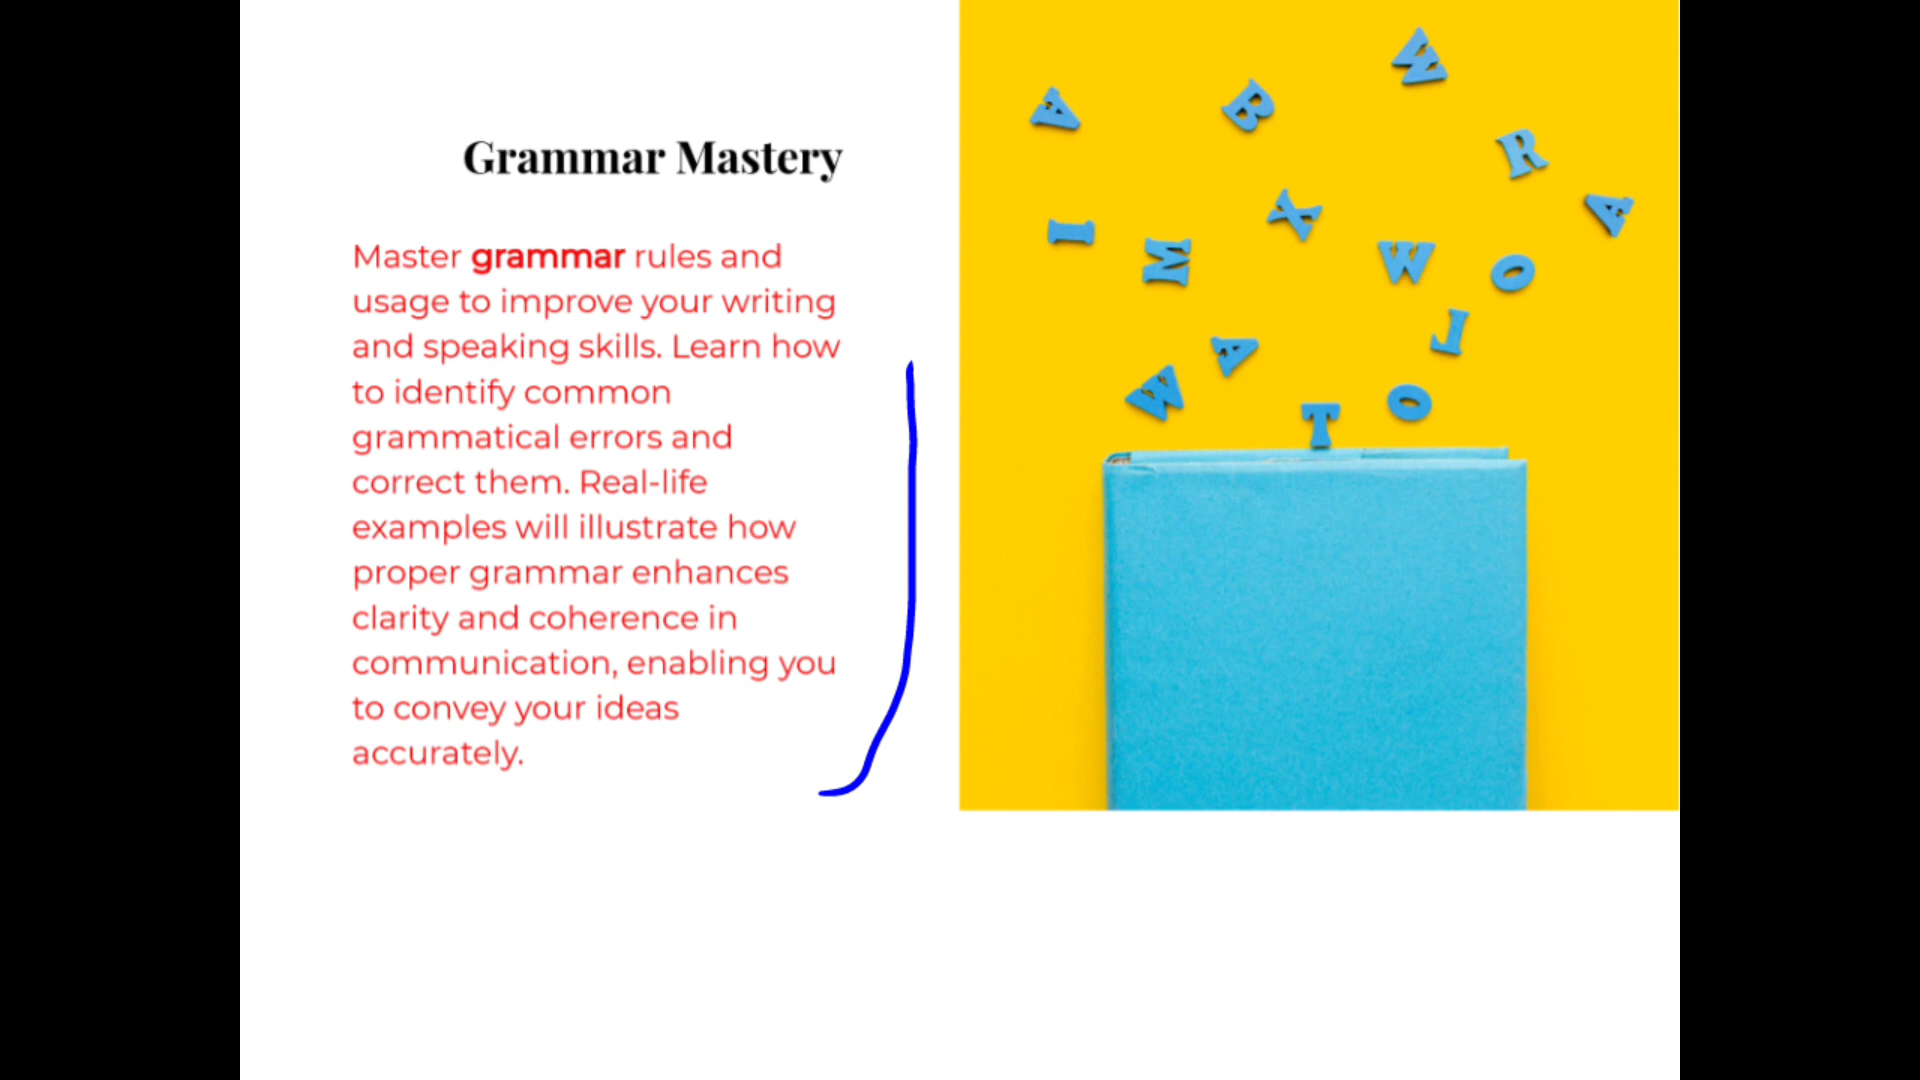 Grammar Mastery
Master grammar rules and
usage to improve your writing
and speaking skills. Learn how
to identify common
grammatical errors and
correct them. Real-life
examples will illustrate how
proper grammar enhances
clarity and coherence in
communication, enabling you
to convey your ideas
accurately.
W
A
B
R
A
X
I
M
W
O
J
A
W
T
O